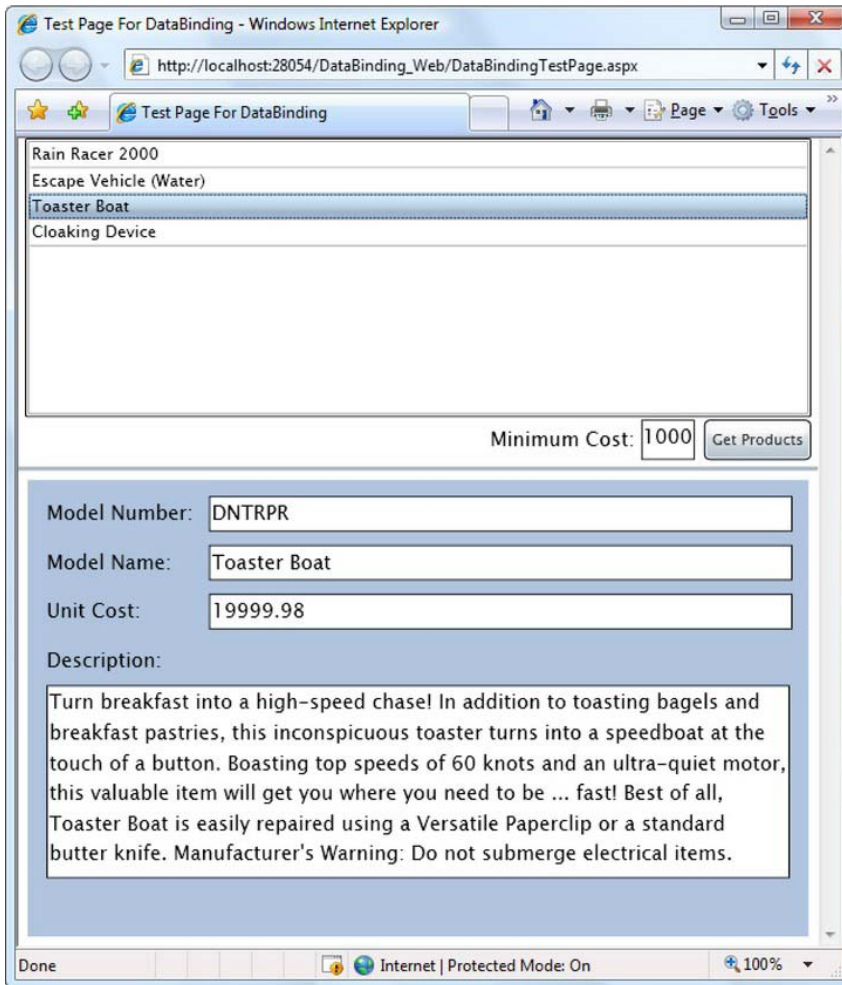 Test Page For DataBinding - Windows Internet Explorer
http://localhost:28054/DataBinding_Web/DataBindingTestPage.aspx
Test Page For DataBinding
Page
Tools
Rain Racer 2000
Escape Vehicle (Water)
Toaster Boat
Cloaking Device
Minimum Cost: 1000 Get Products
Model Number: DNTRPR
Model Name: Toaster Boat
Unit Cost: 19999.98
Description:
Turn breakfast into a high-speed chase! In addition to toasting bagels and
breakfast pastries, this inconspicuous toaster turns into a speedboat at the
touch of a button. Boasting top speeds of 60 knots and an ultra-quiet motor,
this valuable item will get you where you need to be ... fast! Best of all,
Toaster Boat is easily repaired using a Versatile Paperclip or a standard
butter knife. Manufacturer's Warning: Do not submerge electrical items.
Done
Internet | Protected Mode: On
100%